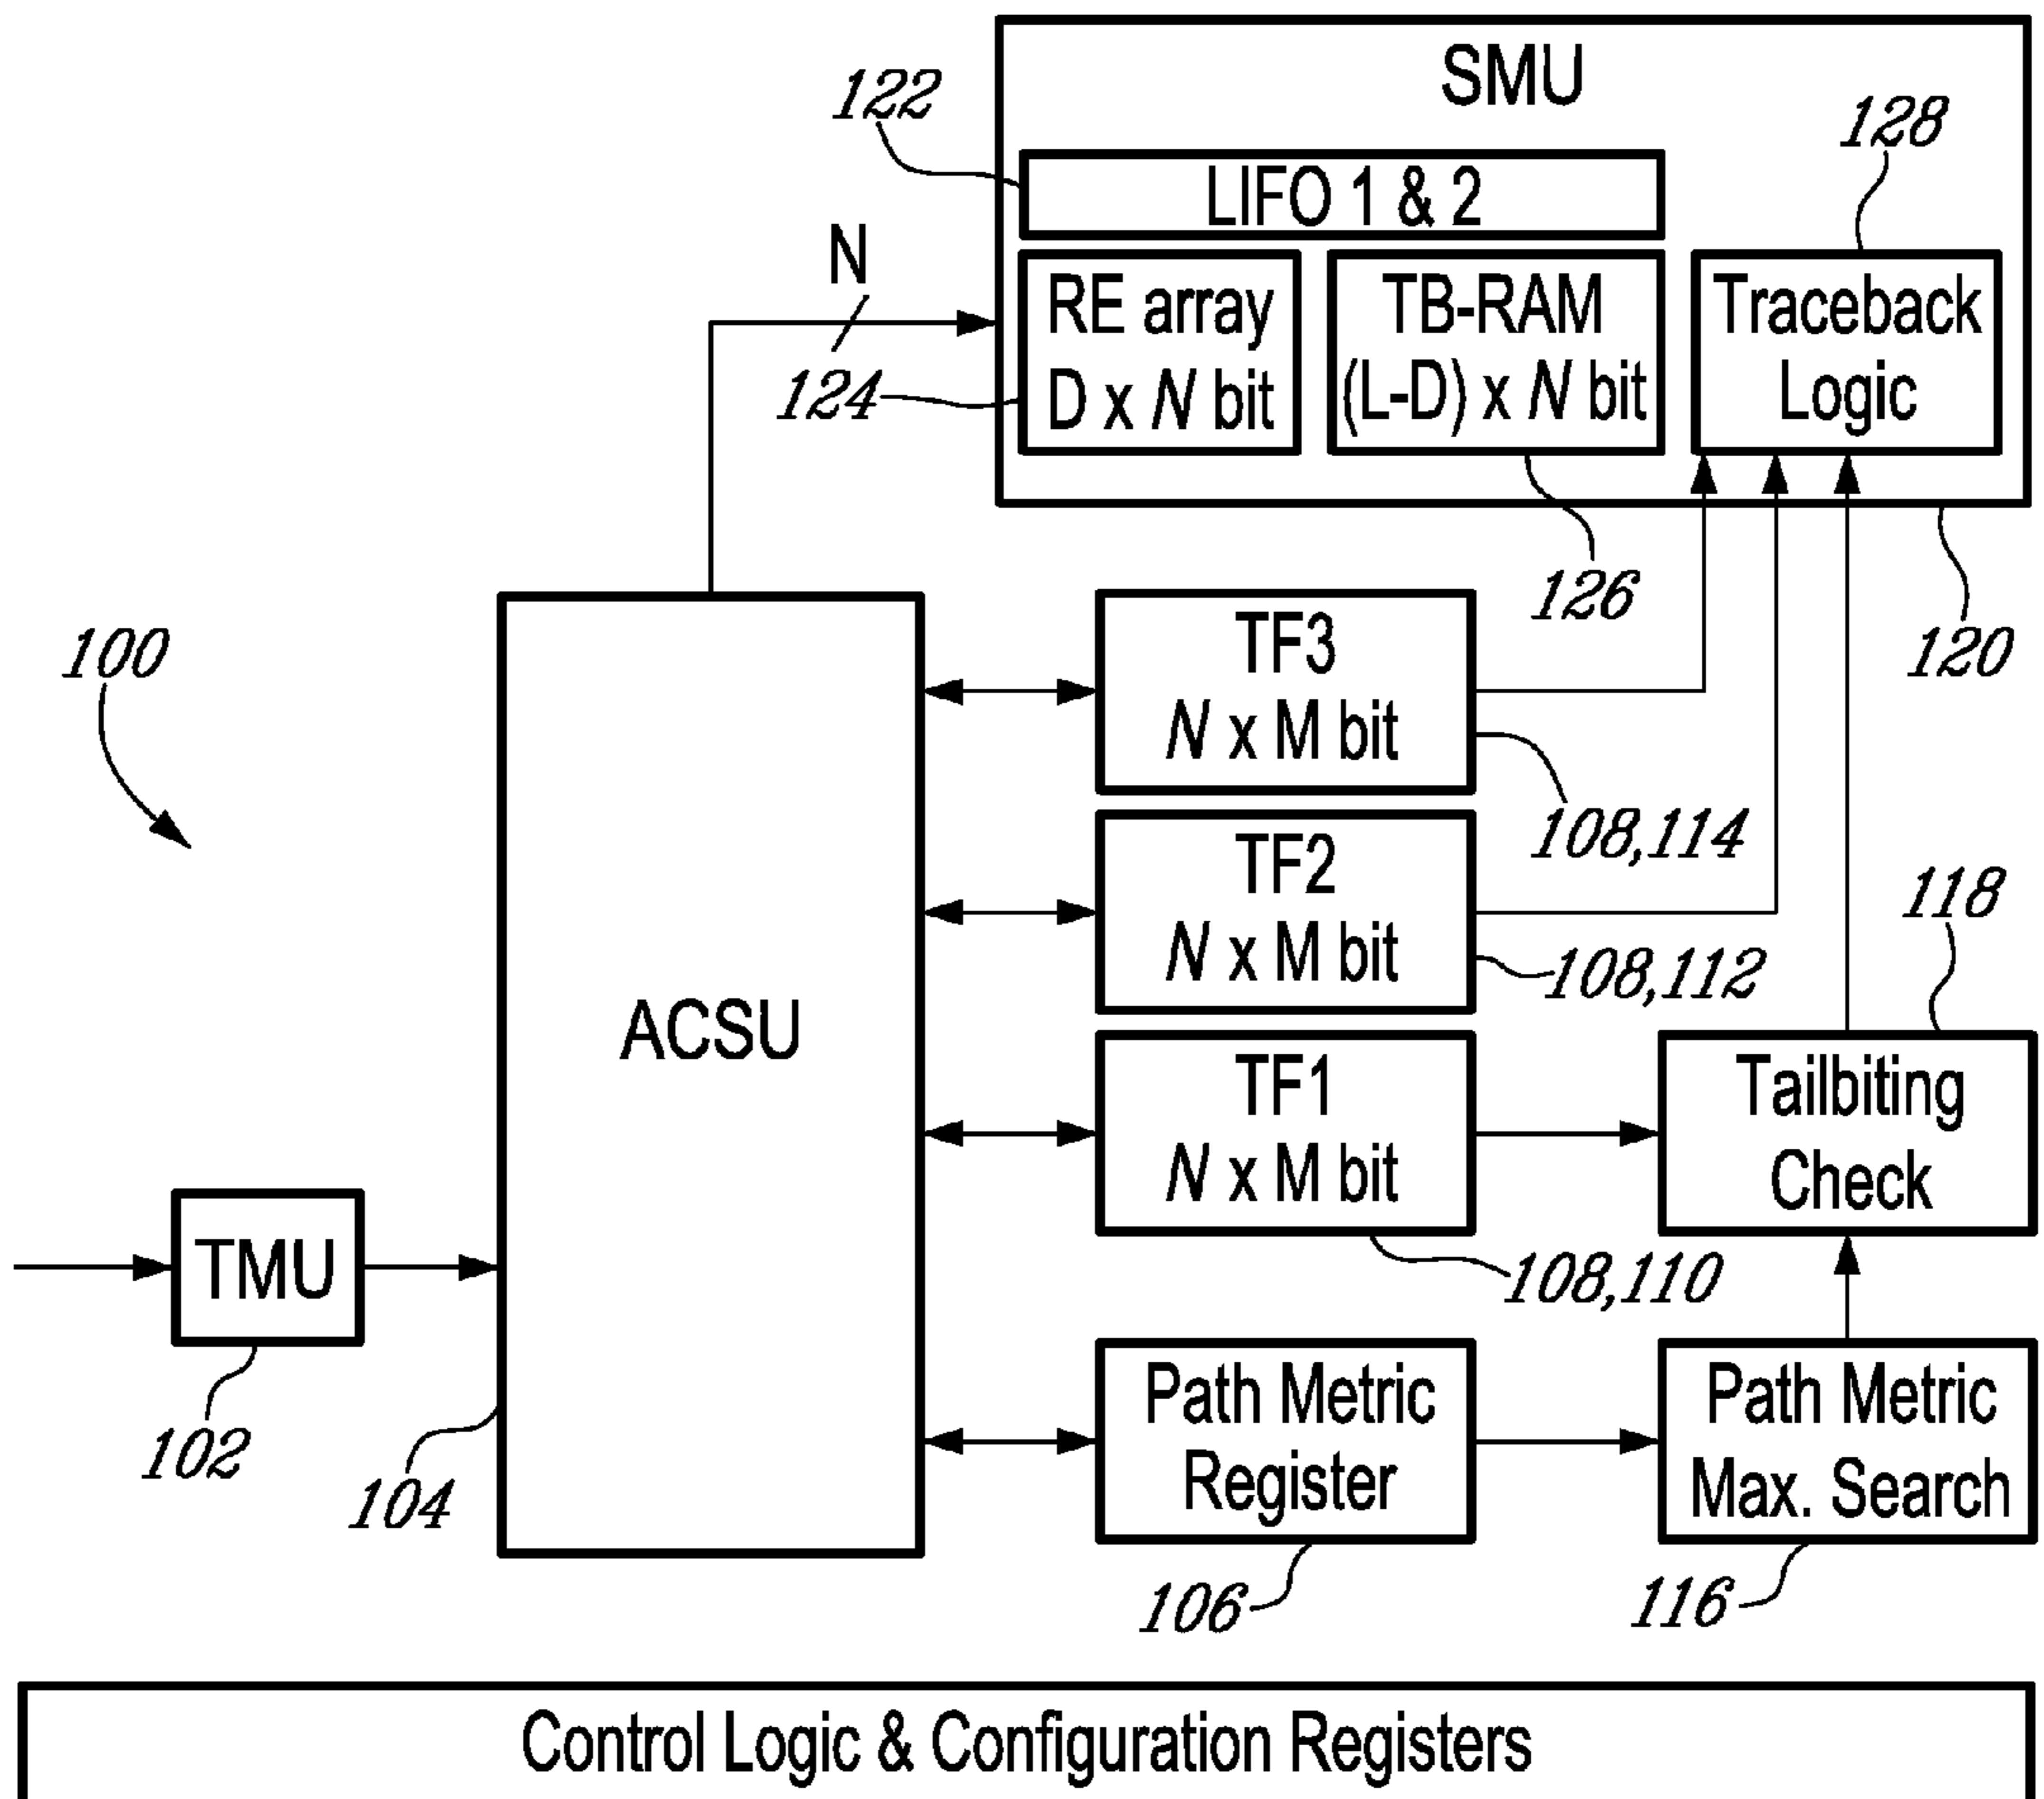 SMU
122
128
LIFO 1 & 2
N
RE array
D x N bit
TB-RAM
(L-D) x N bit
Traceback
Logic
124
126
120
100
TF3
N x M bit
108,114
TF2
N x M bit
108,112
118
ACSU
TF1
N x M bit
Tailbiting
Check
TMU
108,110
102
104
Path Metric
Register
Path Metric
Max. Search
106
116
Control Logic & Configuration Registers